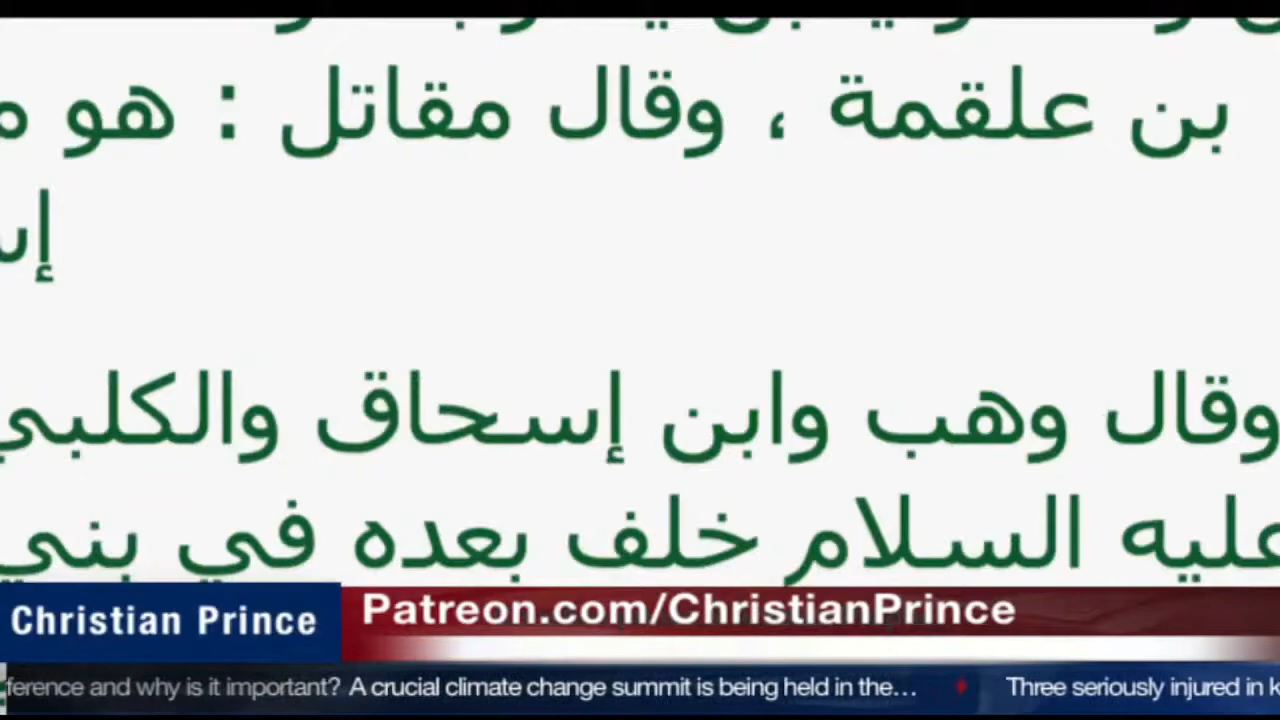 بن علقمة ، وقال مقاتل : هو
وقال وهب وابن إسحاق والكلبي
عليه السلام خلف بعده في بني
Christian Prince
Patreon.com/ChristianPrince
and why is it important? A crucial climate change summit is being held in the… Three seriously injured in